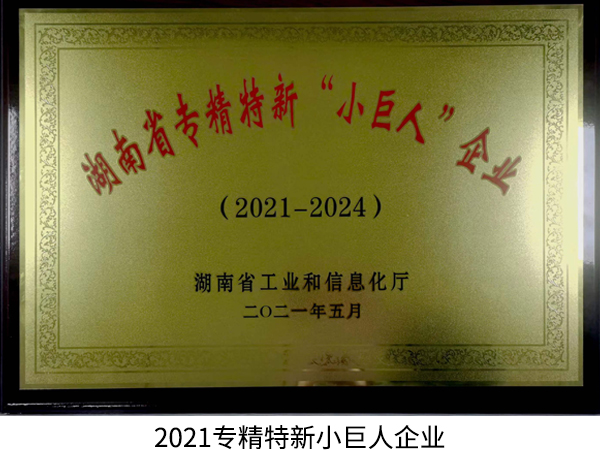 湖南省专精特新“小巨人”企业
(2021-2024)
湖南省工业和信息化厅
二〇二一年五月
2021专精特新小巨人企业